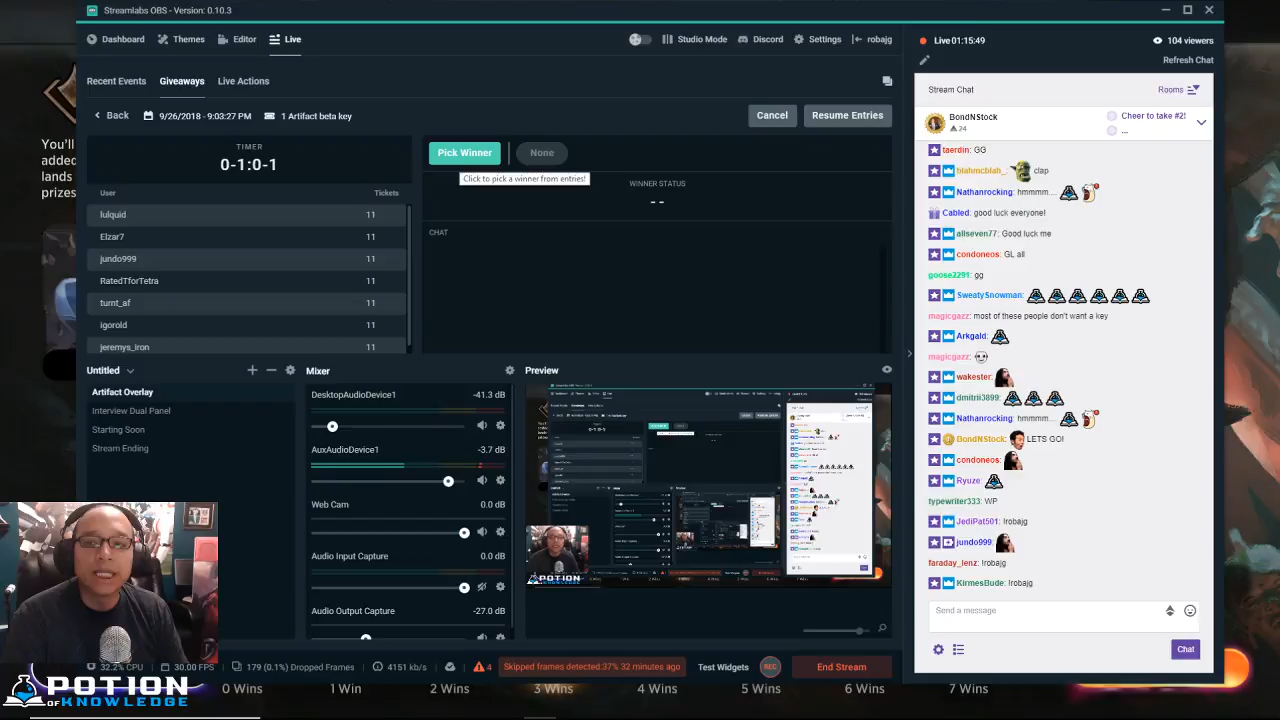 Streamlabs OBS - Version: 0.10.3
Dashboard
Themes
Editor
Live
Studio Mode
Discord
Settings
robajg
Live 01:15:49
104 viewers
Refresh Chat
Recent Events
Giveaways
Live Actions
Back
9/26/2018 - 9:03:27 PM
1 Artifact beta key
Cancel
Resume Entries
You'll
added
lands
prizes
TIMER
0-1:0-1
Pick Winner
None
Click to pick a winner from entries!
WINNER STATUS
--
CHAT
User
Tickets
lulquid 11
Elzar7 11
jundo999 11
RatedTforTetra 11
turnt_af 11
igorold 11
jeremys_iron 11
Stream Chat
Rooms
BondNStock
24
Cheer to take #2!
...
taerdin: GG
blahmcblah_: clap
Nathanrocking: hmmmm...
Cabled: good luck everyone!
aliseven77: Good luck me
condoneos: GL all
goose2291: gg
SweatySnowman:
magicgazz: most of these people don't want a key
Arkgald:
magicgazz:
wakester:
dmitrii3899:
Nathanrocking: hmmmm...
BondNStock: LETS GO!
condoneos:
Ryuze:
typewriter333: WP
JediPat501: !robajg
jundo999:
faraday_lenz: !robajg
KirmesBude: !robajg
Send a message
Chat
Untitled
Artifact Overlay
Interview Dual Panel
Starting Soon
Stream Ending
Mixer
DesktopAudioDevice1 -41.3 dB
AuxAudioDevice1 -3.7 dB
Web Cam 0.0 dB
Audio Input Capture 0.0 dB
Audio Output Capture -27.0 dB
Preview
32.2% CPU
30.00 FPS
179 (0.1%) Dropped Frames
4151 kb/s
4
Skipped frames detected:37% 32 minutes ago
Test Widgets
REC
End Stream
POTION
OF KNOWLEDGE
0 Wins
1 Win
2 Wins
3 Wins
4 Wins
5 Wins
6 Wins
7 Wins